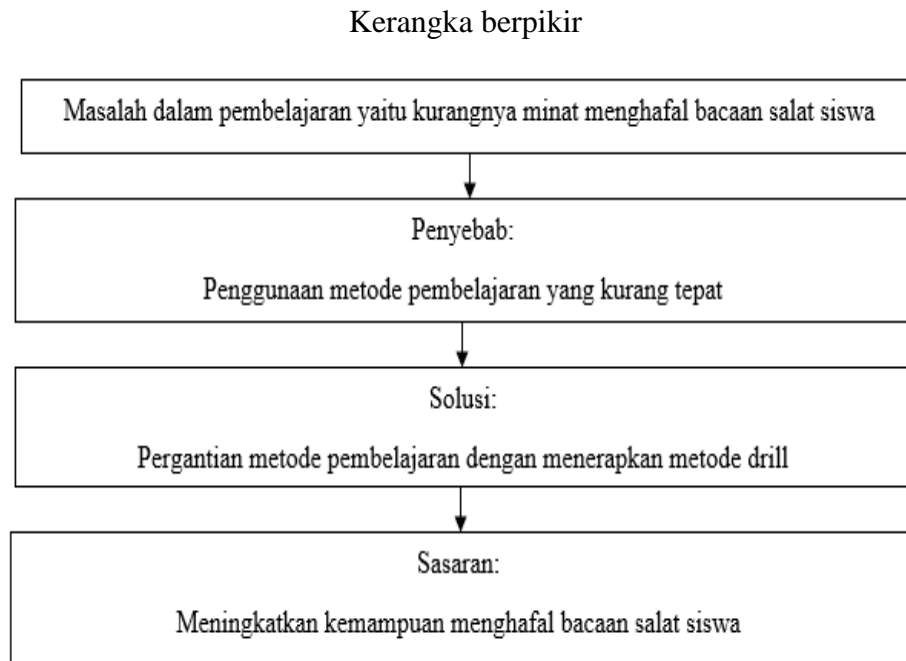 Kerangka berpikir
Masalah dalam pembelajaran yaitu kurangnya minat menghafal bacaan salat siswa
Penyebab:
Penggunaan metode pembelajaran yang kurang tepat
Solusi:
Pergantian metode pembelajaran dengan menerapkan metode drill
Sasaran:
Meningkatkan kemampuan menghafal bacaan salat siswa